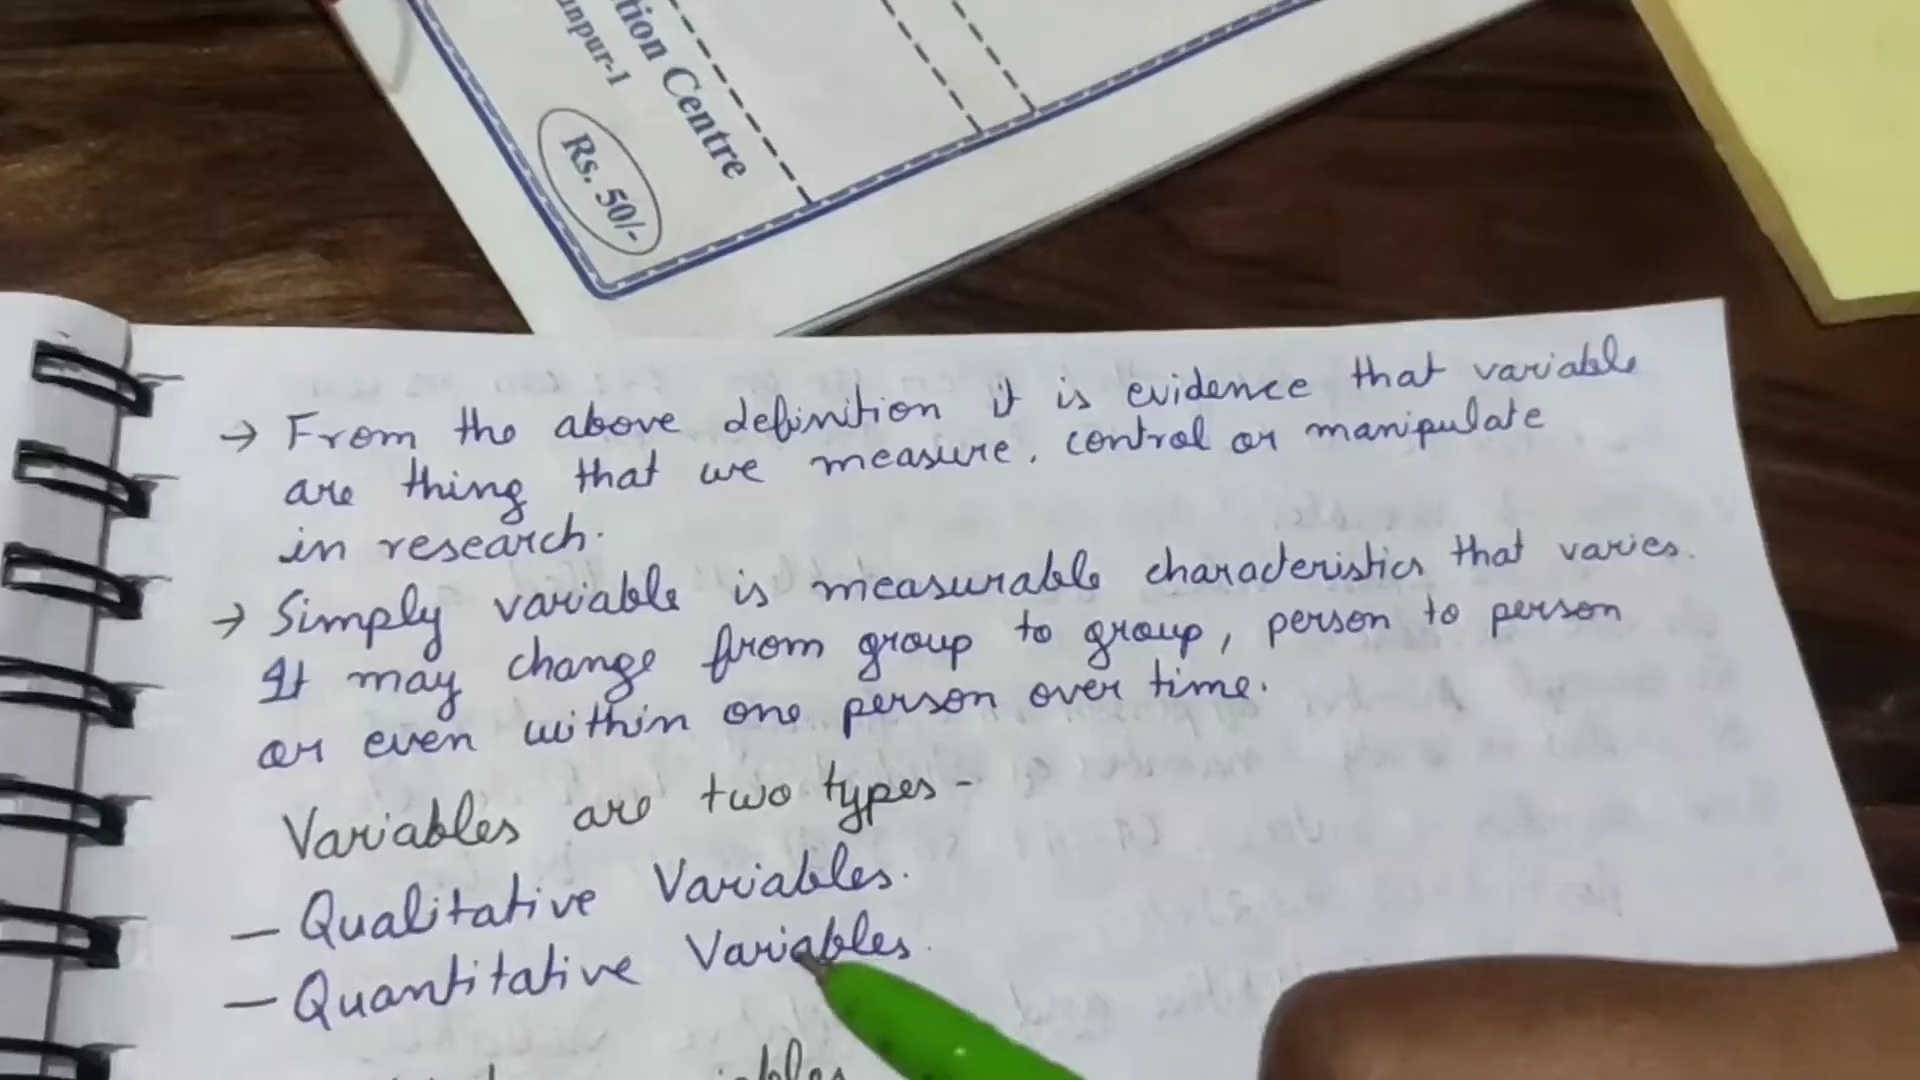 tion Centre
npur-1
Rs. 50/-
→ From the above definition it is evidence that variable
are thing that we measure, control or manipulate
in research.
→ Simply variable is measurable characteristics that varies.
It may change from group to group, person to person
or even within one person over time.
Variables are two types -
— Qualitative Variables.
— Quantitative Variables.